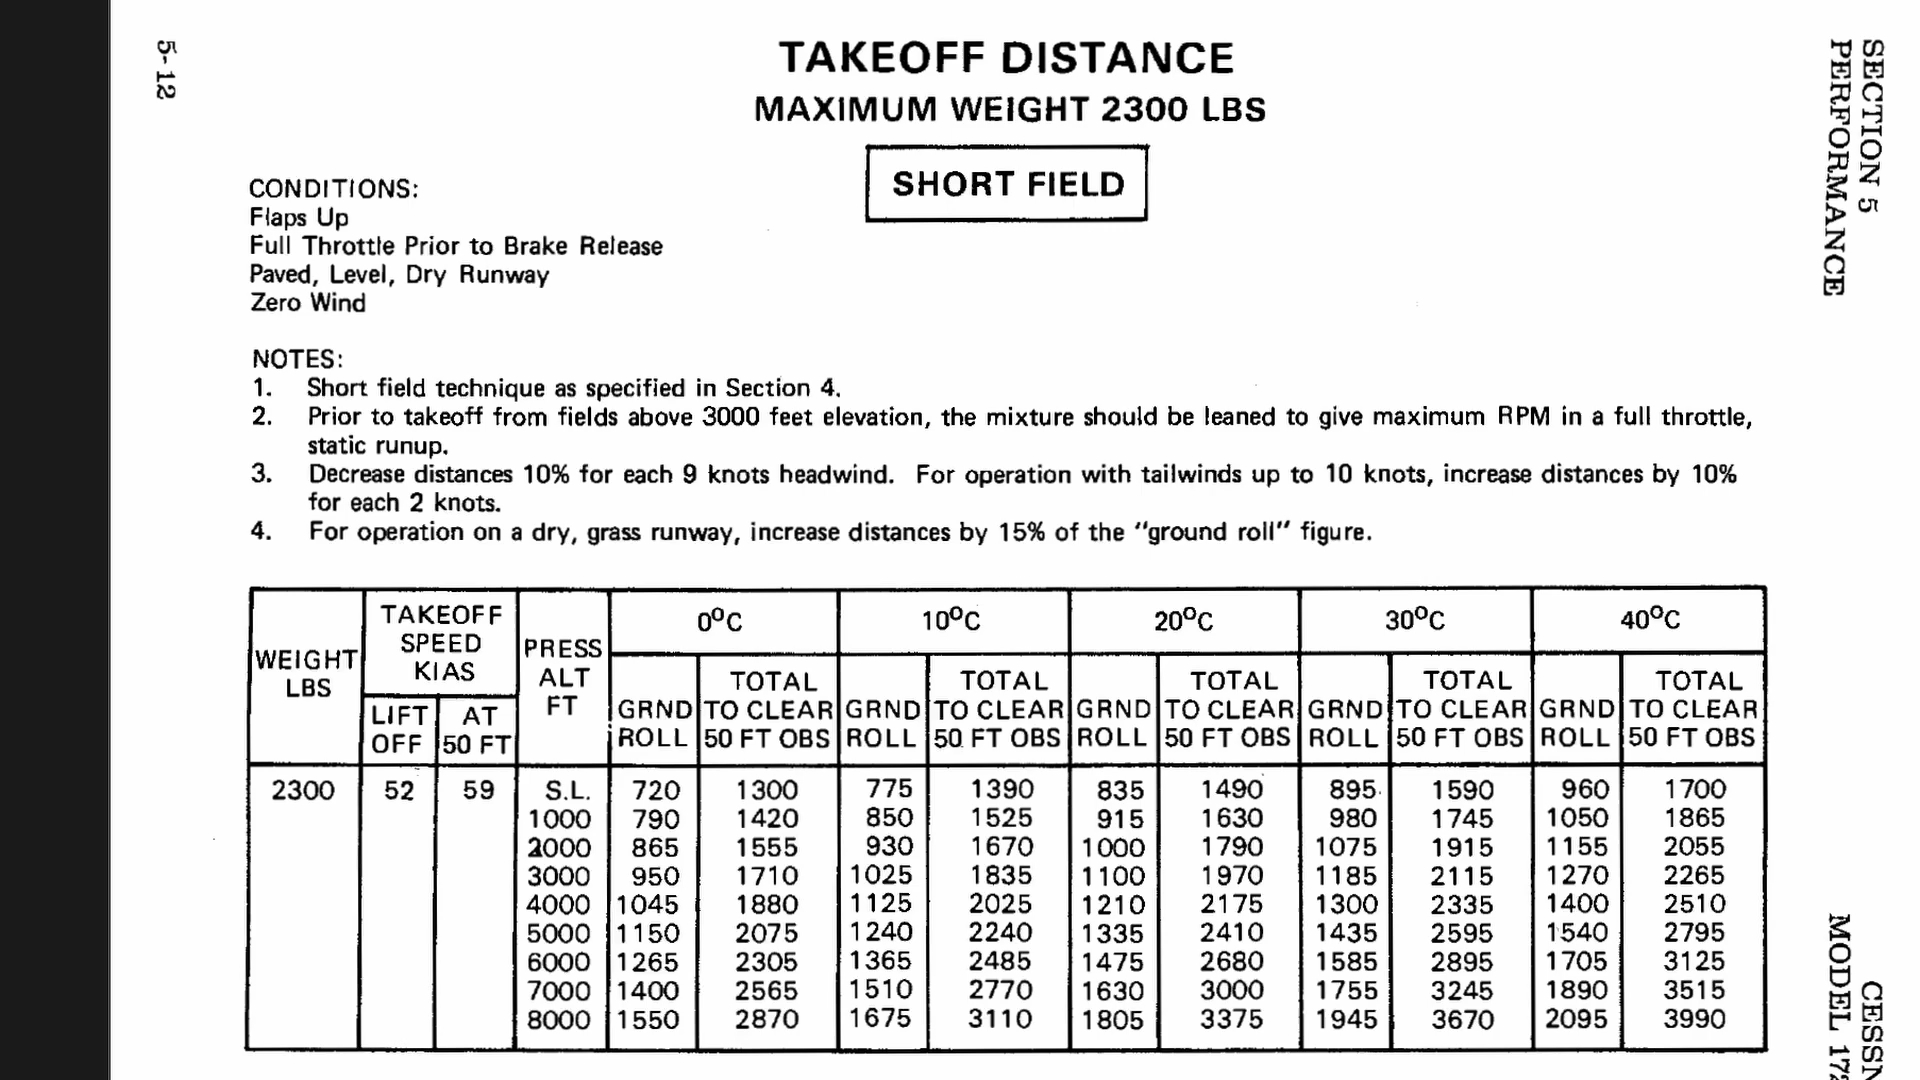 5-12
TAKEOFF DISTANCE
MAXIMUM WEIGHT 2300 LBS
SHORT FIELD
SECTION 5
PERFORMANCE
CONDITIONS:
Flaps Up
Full Throttle Prior to Brake Release
Paved, Level, Dry Runway
Zero Wind
NOTES:
1. Short field technique as specified in Section 4.
2. Prior to takeoff from fields above 3000 feet elevation, the mixture should be leaned to give maximum RPM in a full throttle,
static runup.
3. Decrease distances 10% for each 9 knots headwind. For operation with tailwinds up to 10 knots, increase distances by 10%
for each 2 knots.
4. For operation on a dry, grass runway, increase distances by 15% of the "ground roll" figure.
WEIGHT
LBS
TAKEOFF
SPEED
KIAS
LIFT
OFF
AT
50 FT
PRESS
ALT
FT
0°C 10°C 20°C 30°C 40°C
GRND
ROLL
TOTAL
TO CLEAR
50 FT OBS
GRND
ROLL
TOTAL
TO CLEAR
50 FT OBS
GRND
ROLL
TOTAL
TO CLEAR
50 FT OBS
GRND
ROLL
TOTAL
TO CLEAR
50 FT OBS
GRND
ROLL
TOTAL
TO CLEAR
50 FT OBS
2300 52 59 S.L. 720 1300 775 1390 835 1490 895 1590 960 1700
1000 790 1420 850 1525 915 1630 980 1745 1050 1865
2000 865 1555 930 1670 1000 1790 1075 1915 1155 2055
3000 950 1710 1025 1835 1100 1970 1185 2115 1270 2265
4000 1045 1880 1125 2025 1210 2175 1300 2335 1400 2510
5000 1150 2075 1240 2240 1335 2410 1435 2595 1540 2795
6000 1265 2305 1365 2485 1475 2680 1585 2895 1705 3125
7000 1400 2565 1510 2770 1630 3000 1755 3245 1890 3515
8000 1550 2870 1675 3110 1805 3375 1945 3670 2095 3990
MODEL